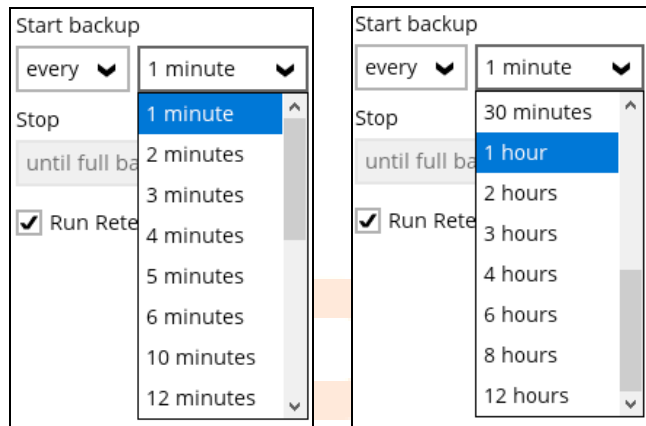 Start backup
every
1 minute
1 minute
Stop
2 minutes
until full ba
3 minutes
Run Rete
4 minutes
5 minutes
6 minutes
10 minutes
12 minutes
Start backup
every
1 minute
30 minutes
Stop
1 hour
until full ba
2 hours
Run Rete
3 hours
4 hours
6 hours
8 hours
12 hours